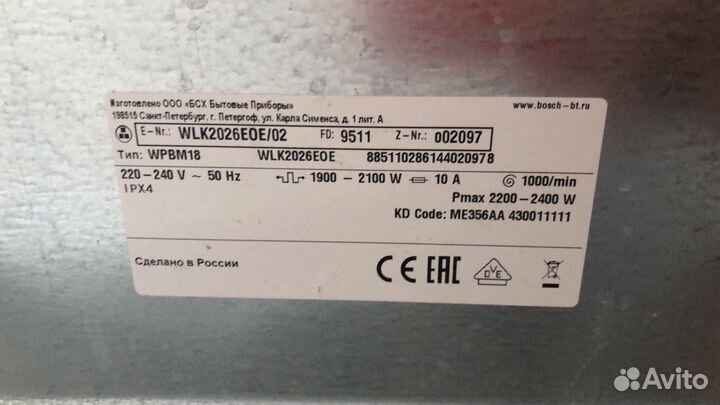 Изготовлено ООО «БСХ Бытовые Приборы» www.bosch-bt.ru
198515 Санкт-Петербург, г. Петергоф, ул. Карла Сименса, д. 1 лит. А
E-Nr.: WLK2026EOE/02 FD: 9511 Z-Nr.: 002097
Тип: WPBM18 WLK2026EOE 885110286144020978
220–240 V ~ 50 Hz 1900 – 2100 W 10 A 1000/min
IPX4 Pmax 2200–2400 W
KD Code: ME356AA 430011111
Сделано в России CE EAC OVE
Avito